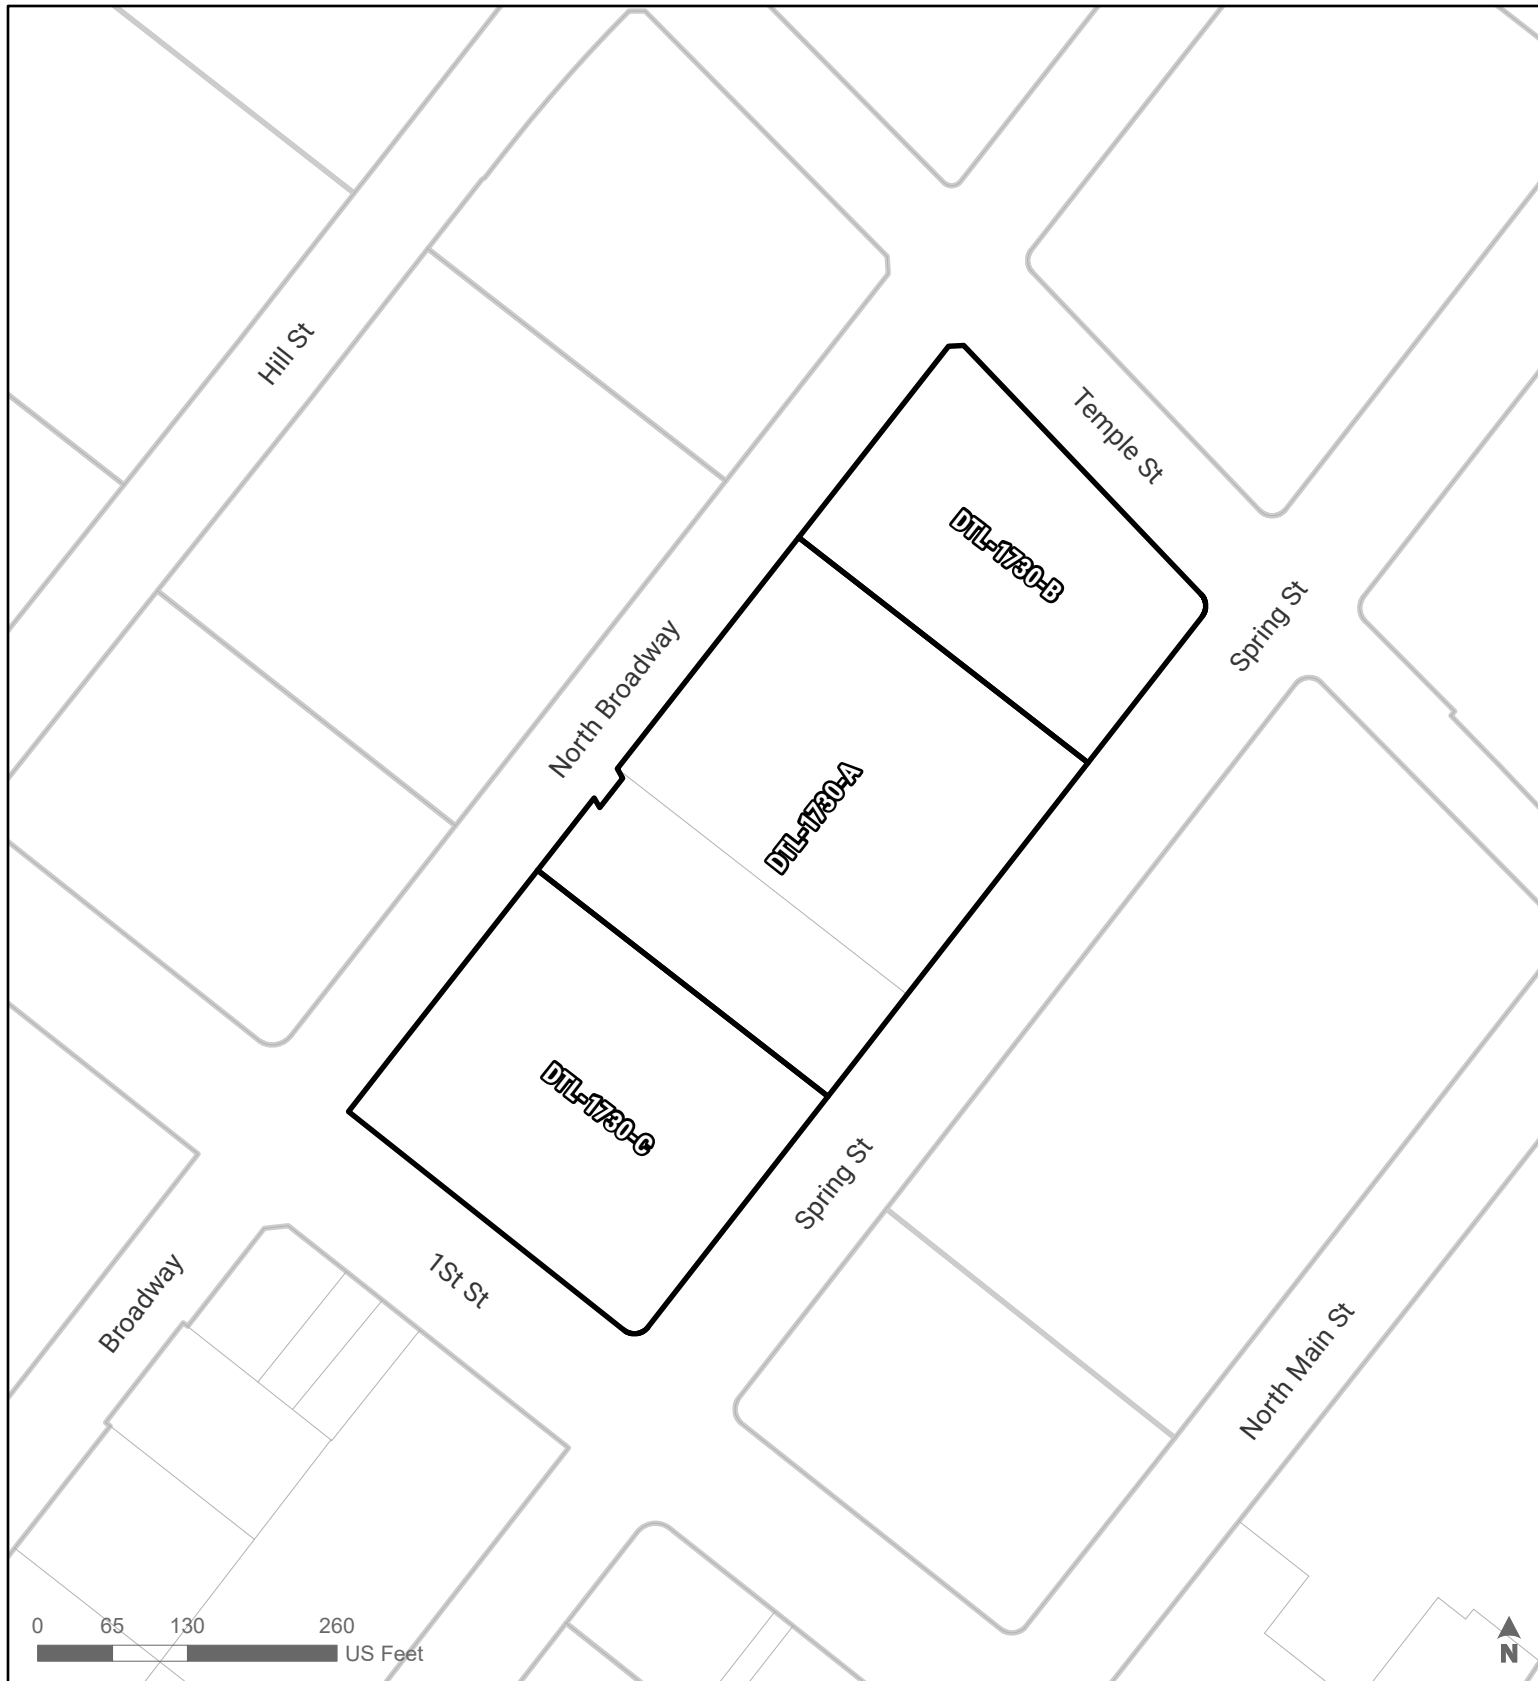 Hill St
Temple St
DTL-1730-B
Spring St
North Broadway
DTL-1730-A
DTL-1730-C
Spring St
1St St
Broadway
North Main St
0 65 130 260
US Feet
N